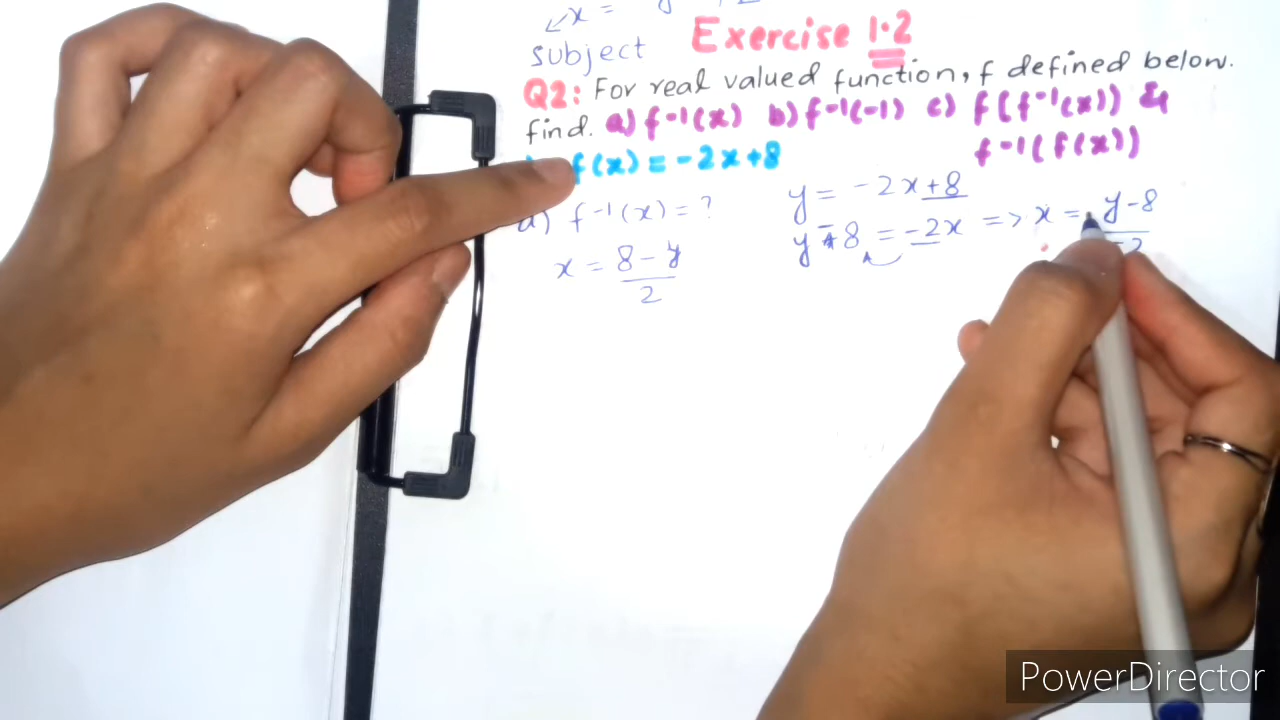 x =
subject
Exercise 1.2
Q2: For real valued function, f defined below.
find. a) f-1(x) b) f-1(-1) c) f(f-1(x)) &
f-1(f(x))
f(x) = -2x+8
a) f-1(x) = ?
x = 8-y
2
y = -2x+8
y-8 = -2x => x = y-8
-2
PowerDirector